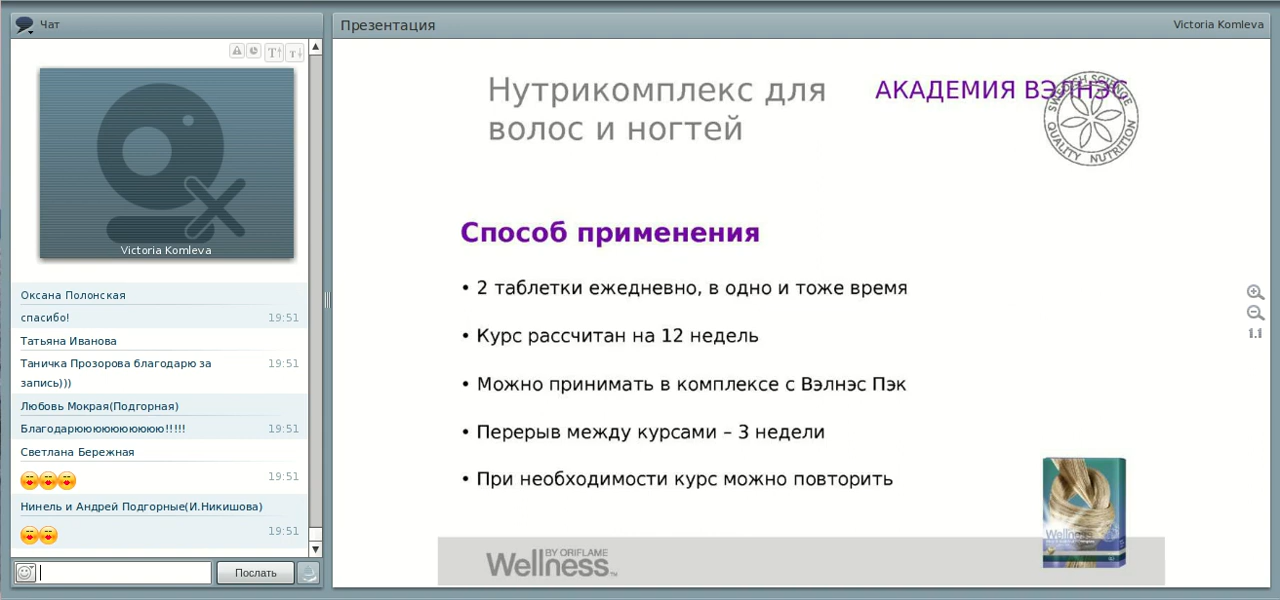 Чат
Victoria Komleva
Оксана Полонская
спасибо! 19:51
Татьяна Иванова
Таничка Прозорова благодарю за 19:51
запись)))
Любовь Мокрая(Подгорная)
Благодарюююююююююю!!!!! 19:51
Светлана Бережная
19:51
Нинель и Андрей Подгорные(И.Никишова)
19:51
Послать
Презентация
Victoria Komleva
Нутрикомплекс для
волос и ногтей
АКАДЕМИЯ ВЭЛНЭС
SWEDISH SCIENCE
QUALITY NUTRITION
Способ применения
• 2 таблетки ежедневно, в одно и тоже время
• Курс рассчитан на 12 недель
• Можно принимать в комплексе с Вэлнэс Пэк
• Перерыв между курсами – 3 недели
• При необходимости курс можно повторить
1.1
Wellness
BY ORIFLAME
Wellness™